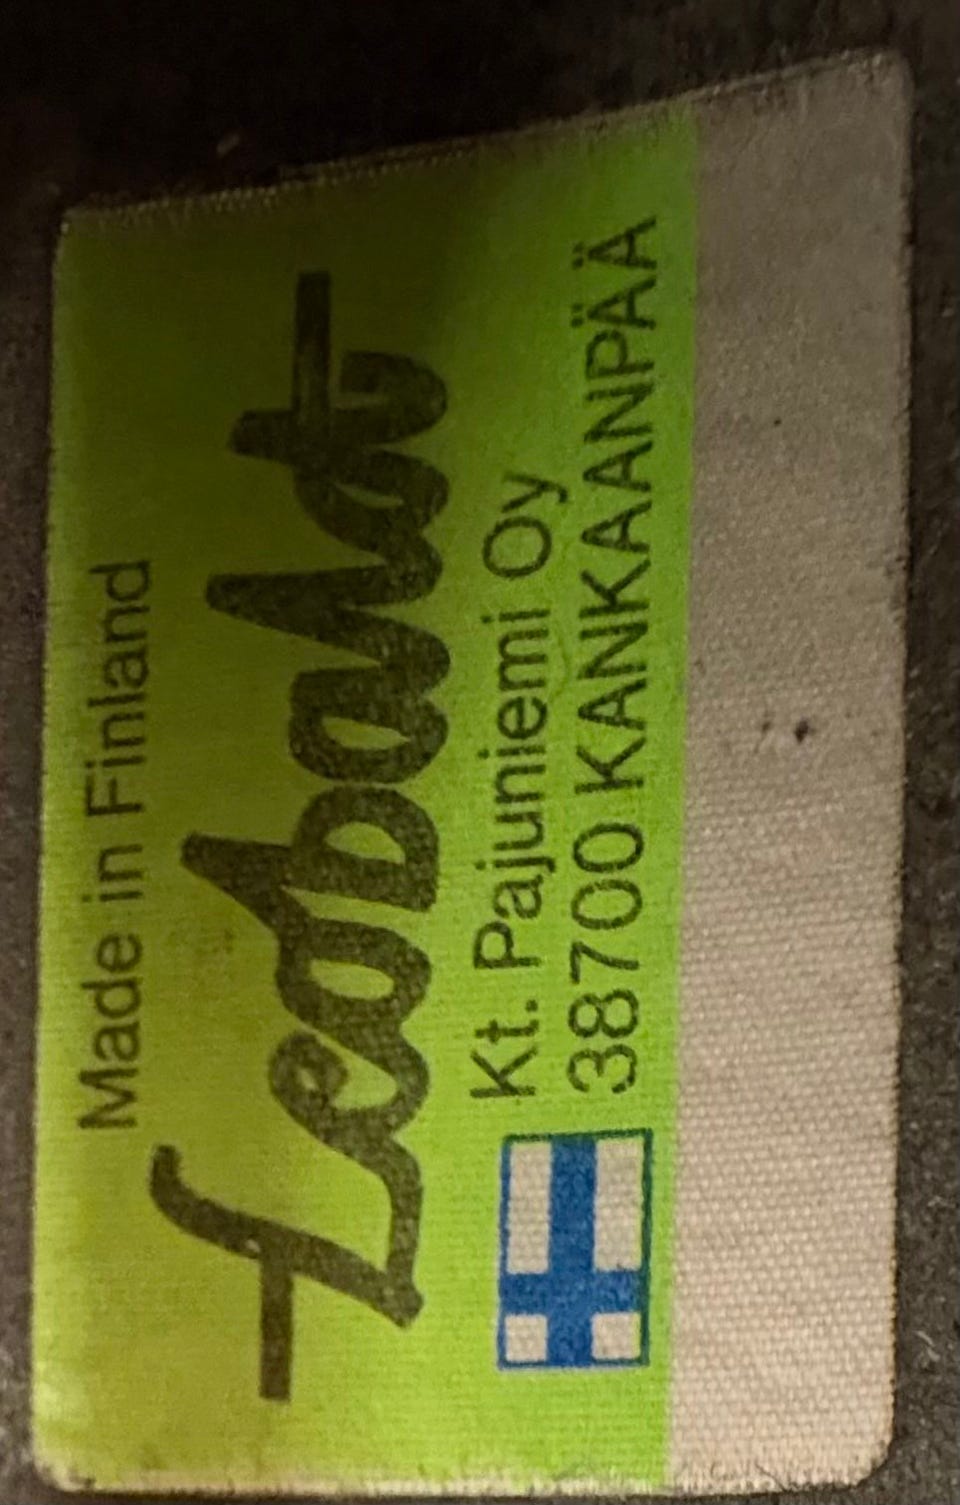 Made in Finland
Kt. Pajuniemi Oy
38700 KANKAANPÄÄ